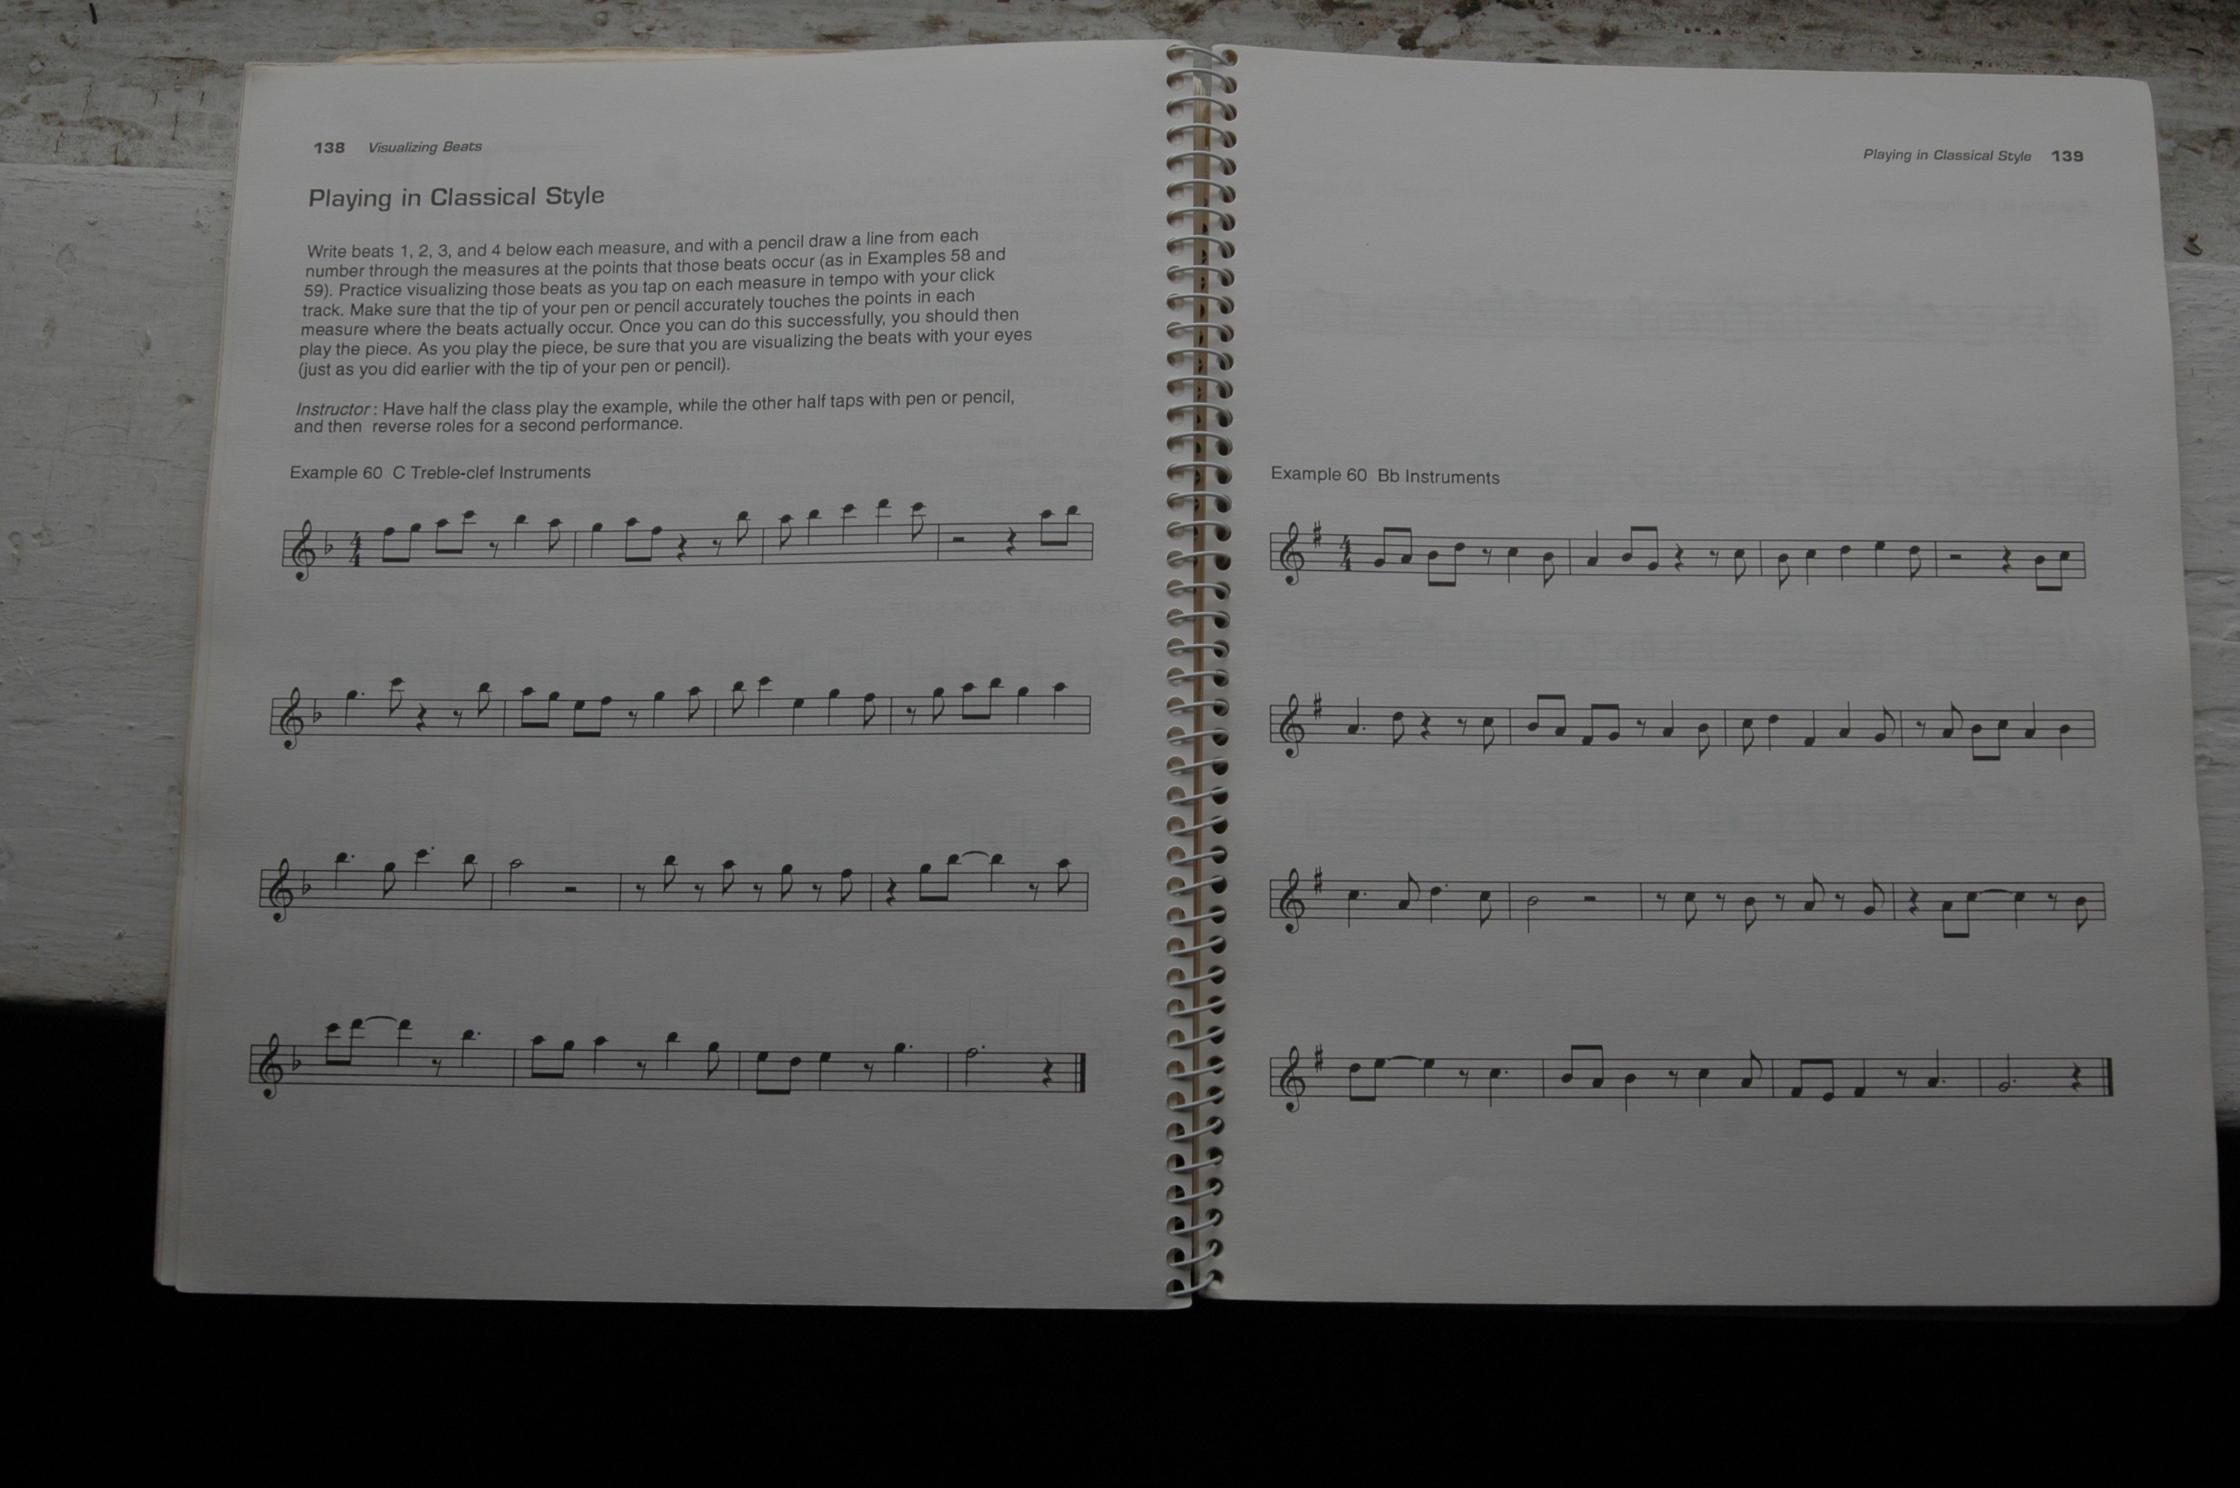 138 Visualizing Beats
Playing in Classical Style
Write beats 1, 2, 3, and 4 below each measure, and with a pencil draw a line from each
number through the measures at the points that those beats occur (as in Examples 58 and
59). Practice visualizing those beats as you tap on each measure in tempo with your click
track. Make sure that the tip of your pen or pencil accurately touches the points in each
measure where the beats actually occur. Once you can do this successfully, you should then
play the piece. As you play the piece, be sure that you are visualizing the beats with your eyes
(just as you did earlier with the tip of your pen or pencil).
Instructor: Have half the class play the example, while the other half taps with pen or pencil,
and then reverse roles for a second performance.
Example 60 C Treble-clef Instruments
4
4
Playing in Classical Style 139
Example 60 Bb Instruments
4
4